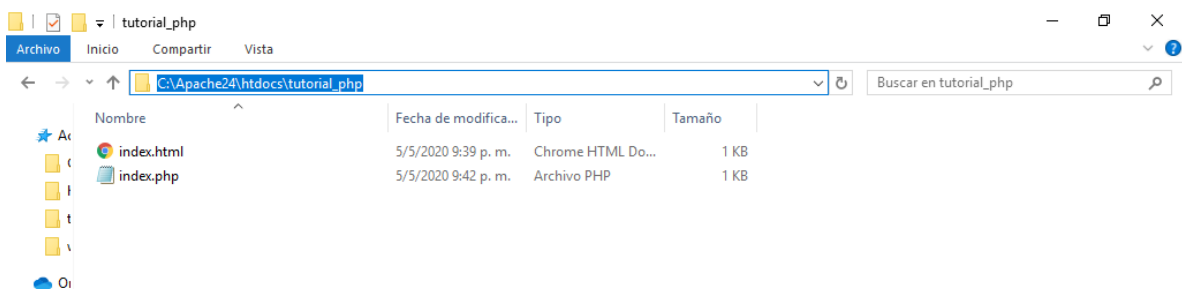 tutorial_php
Archivo Inicio Compartir Vista
C:\Apache24\htdocs\tutorial_php Buscar en tutorial_php
Nombre Fecha de modifica... Tipo Tamaño
index.html 5/5/2020 9:39 p. m. Chrome HTML Do... 1 KB
index.php 5/5/2020 9:42 p. m. Archivo PHP 1 KB